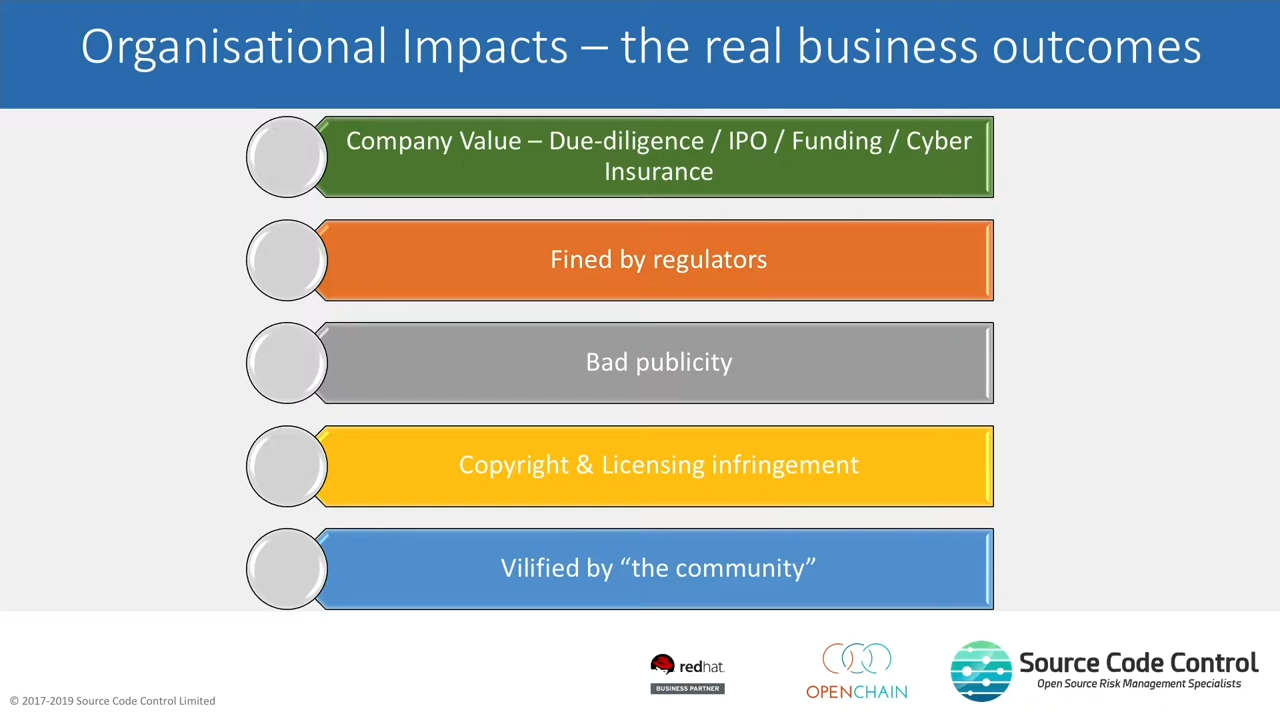 Organisational Impacts – the real business outcomes
Company Value – Due-diligence / IPO / Funding / Cyber
Insurance
Fined by regulators
Bad publicity
Copyright & Licensing infringement
Vilified by “the community”
redhat.
BUSINESS PARTNER
OPENCHAIN
Source Code Control
Open Source Risk Management Specialists
© 2017-2019 Source Code Control Limited